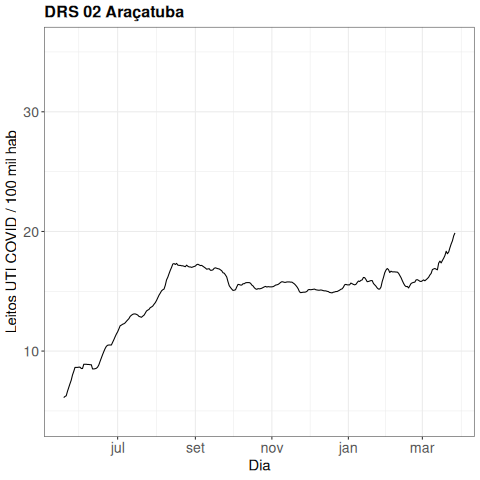 DRS 02 Araçatuba
Leitos UTI COVID / 100 mil hab
30
20
10
jul set nov jan mar
Dia